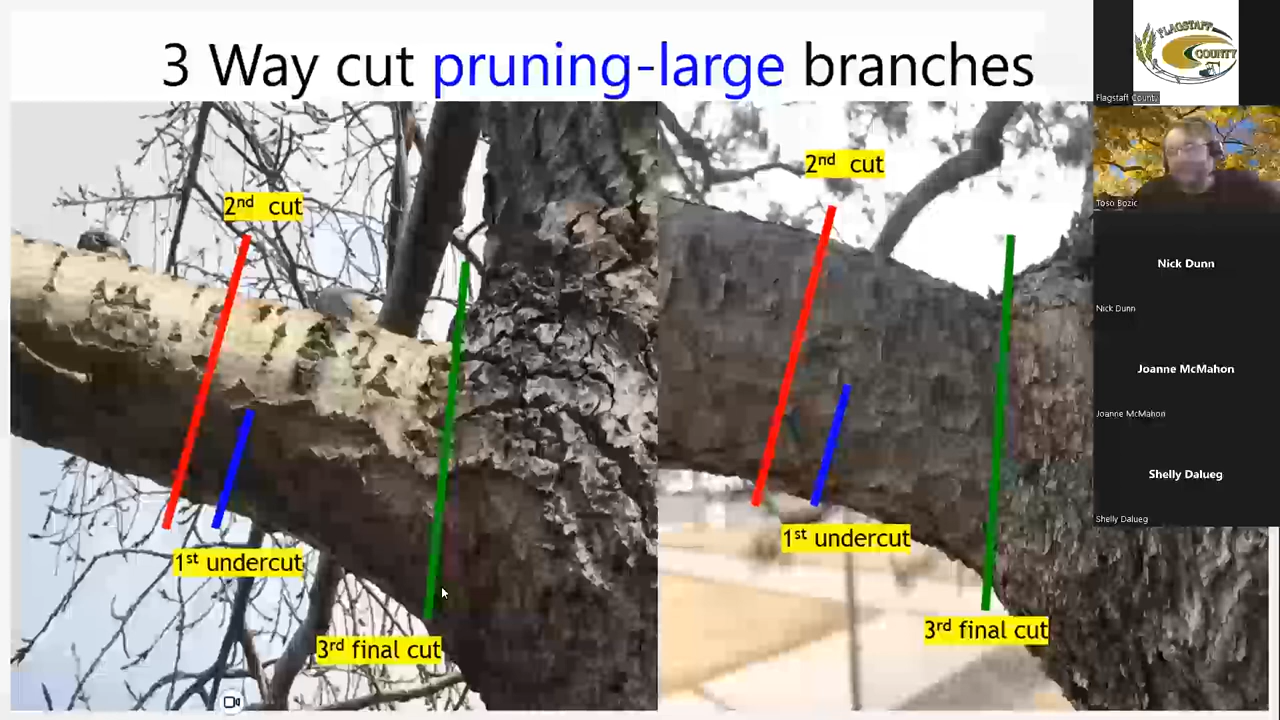 3 Way cut pruning-large branches
2nd cut
1st undercut
3rd final cut
2nd cut
1st undercut
3rd final cut
FLAGSTAFF
COUNTY
Flagstaff County
Toso Bozic
Nick Dunn
Nick Dunn
Joanne McMahon
Joanne McMahon
Shelly Dalueg
Shelly Dalueg